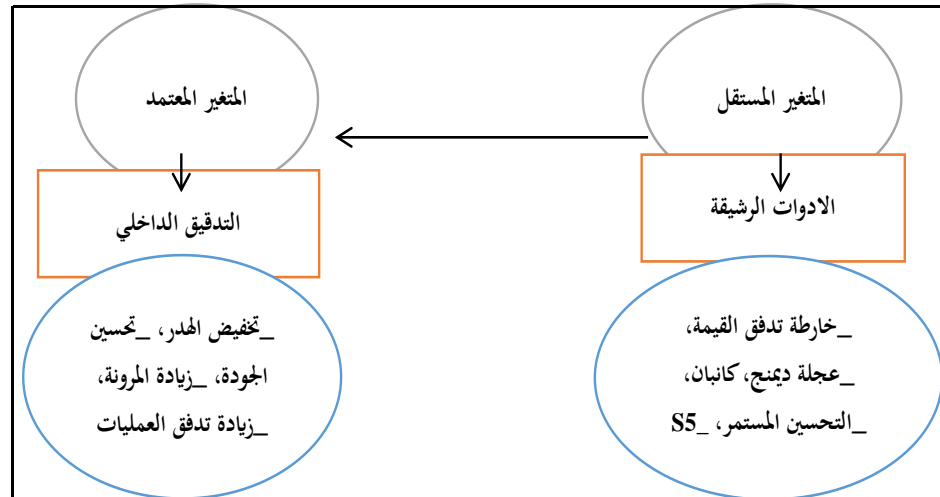 المتغير المستقل
الادوات الرشيقة
_خارطة تدفق القيمة،
_عجلة ديمنج، كانبان،
_التحسين المستمر، _S5
المتغير المعتمد
التدقيق الداخلي
_تخفيض الهدر، _تحسين
الجودة، _زيادة المرونة،
_زيادة تدفق العمليات